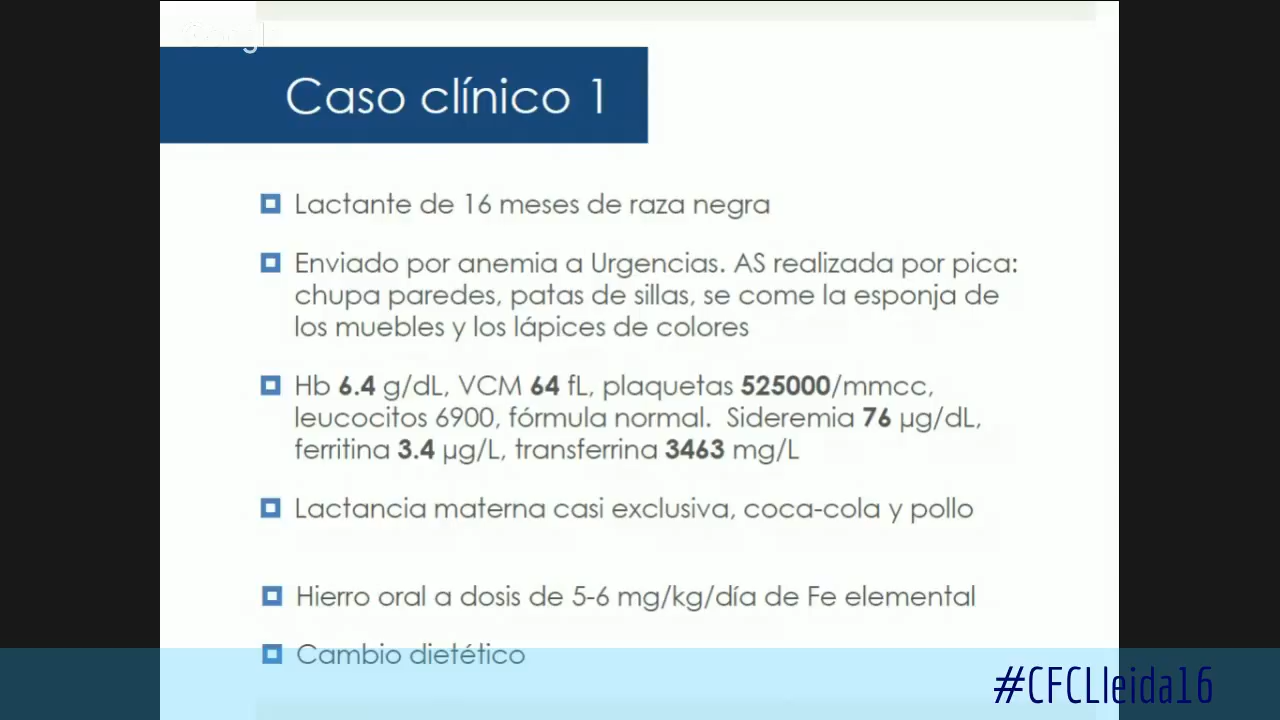 Google
Caso clínico 1
Lactante de 16 meses de raza negra
Enviado por anemia a Urgencias. AS realizada por pica:
chupa paredes, patas de sillas, se come la esponja de
los muebles y los lápices de colores
Hb 6.4 g/dL, VCM 64 fL, plaquetas 525000/mmcc,
leucocitos 6900, fórmula normal. Sideremia 76 µg/dL,
ferritina 3.4 µg/L, transferrina 3463 mg/L
Lactancia materna casi exclusiva, coca-cola y pollo
Hierro oral a dosis de 5-6 mg/kg/día de Fe elemental
Cambio dietético
#CFCLleida16